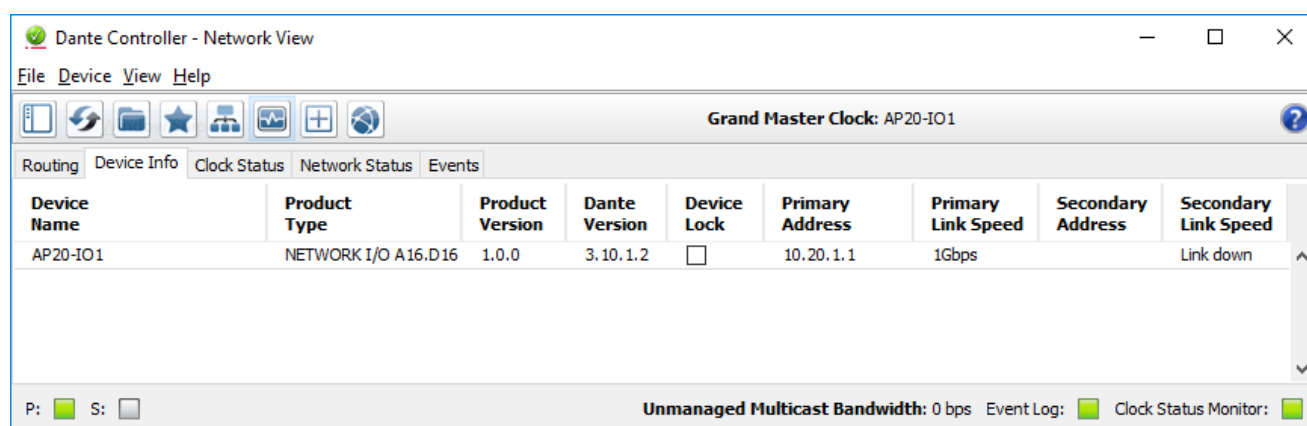 Dante Controller - Network View
File Device View Help
Grand Master Clock: AP20-IO1
Routing Device Info Clock Status Network Status Events
Device Name Product Type Product Version Dante Version Device Lock Primary Address Primary Link Speed Secondary Address Secondary Link Speed
AP20-IO1 NETWORK I/O A16.D16 1.0.0 3.10.1.2 10.20.1.1 1Gbps Link down
P: S: Unmanaged Multicast Bandwidth: 0 bps Event Log: Clock Status Monitor: